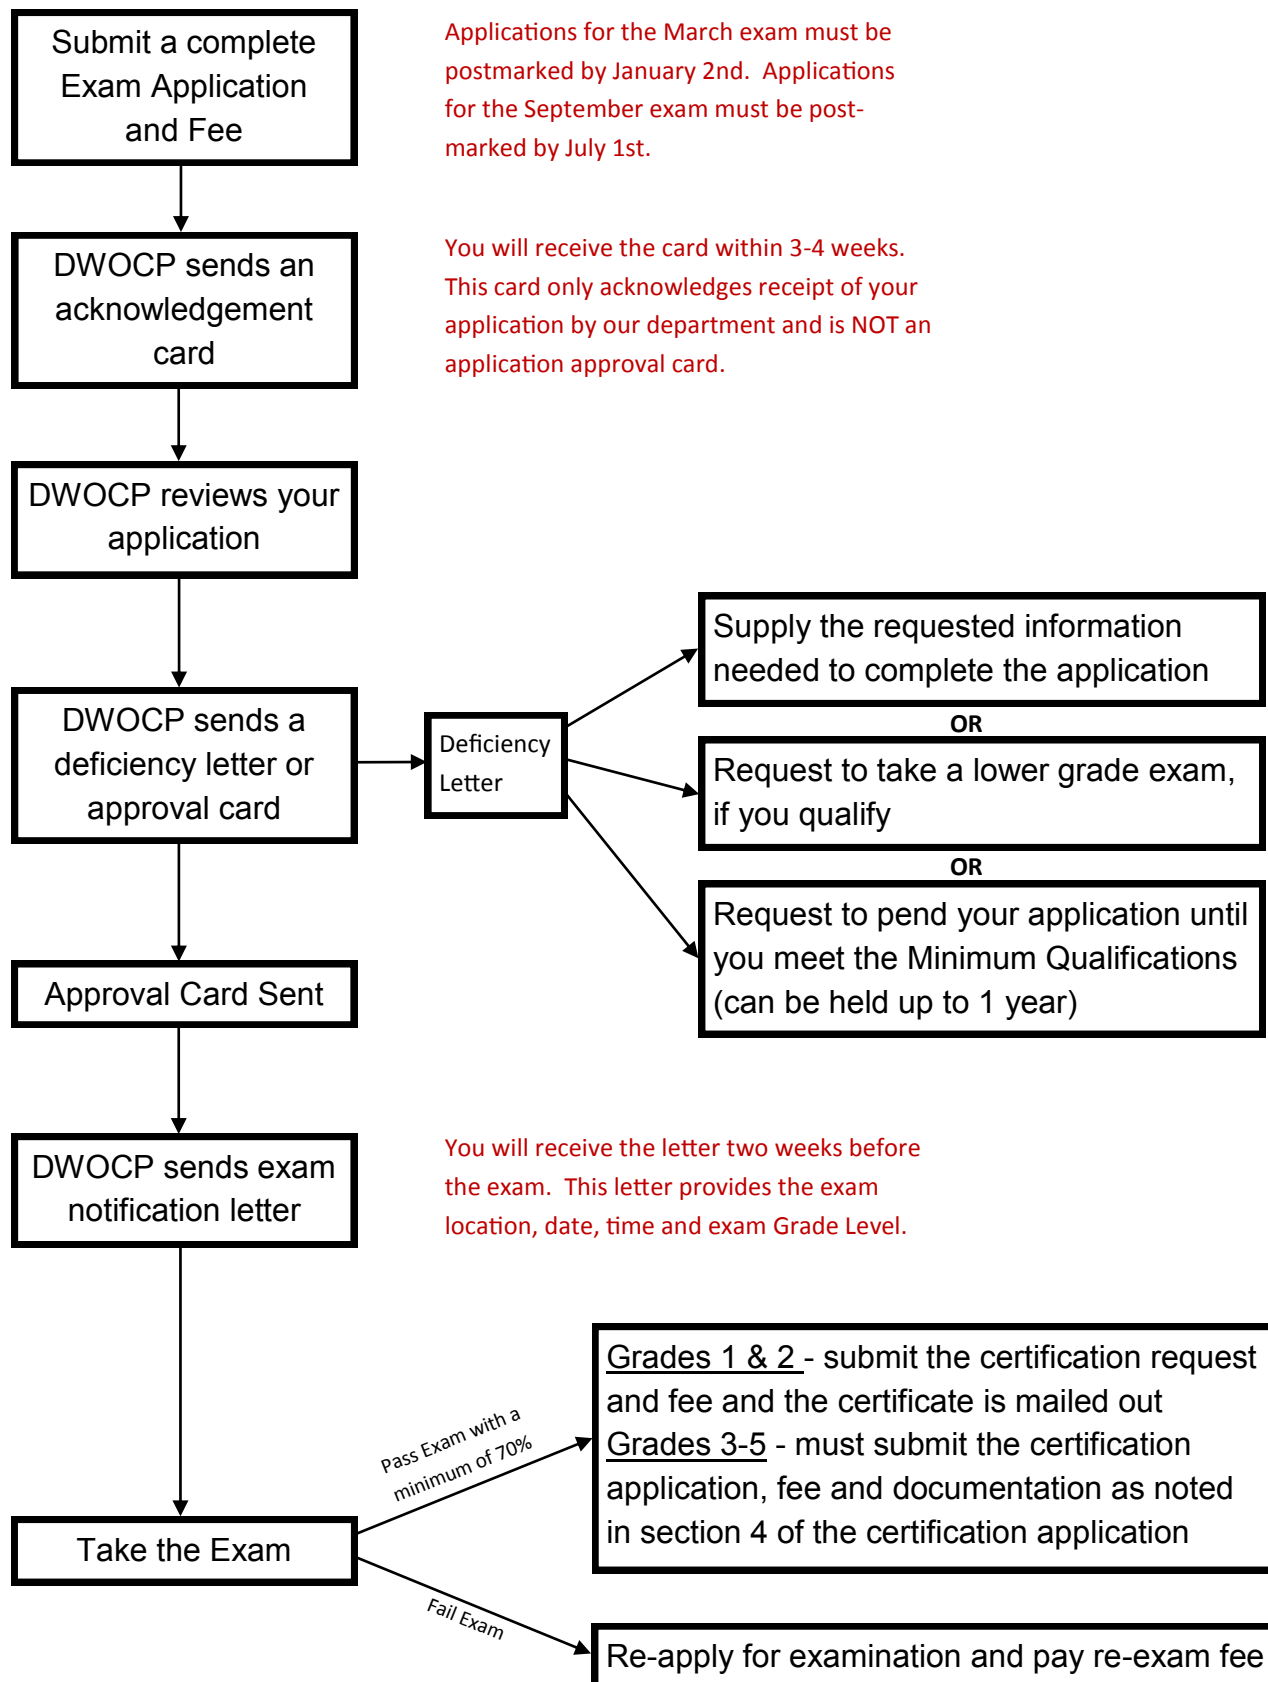 Submit a complete
Exam Application
and Fee
Applications for the March exam must be
postmarked by January 2nd.  Applications
for the September exam must be post-
marked by July 1st.
DWOCP sends an
acknowledgement
card
You will receive the card within 3-4 weeks.
This card only acknowledges receipt of your
application by our department and is NOT an
application approval card.
DWOCP reviews your
application
DWOCP sends a
deficiency letter or
approval card
Deficiency
Letter
Supply the requested information
needed to complete the application
OR
Request to take a lower grade exam,
if you qualify
OR
Request to pend your application until
you meet the Minimum Qualifications
(can be held up to 1 year)
Approval Card Sent
DWOCP sends exam
notification letter
You will receive the letter two weeks before
the exam.  This letter provides the exam
location, date, time and exam Grade Level.
Take the Exam
Pass Exam with a
minimum of 70%
Grades 1 & 2 - submit the certification request
and fee and the certificate is mailed out
Grades 3-5 - must submit the certification
application, fee and documentation as noted
in section 4 of the certification application
Fail Exam
Re-apply for examination and pay re-exam fee